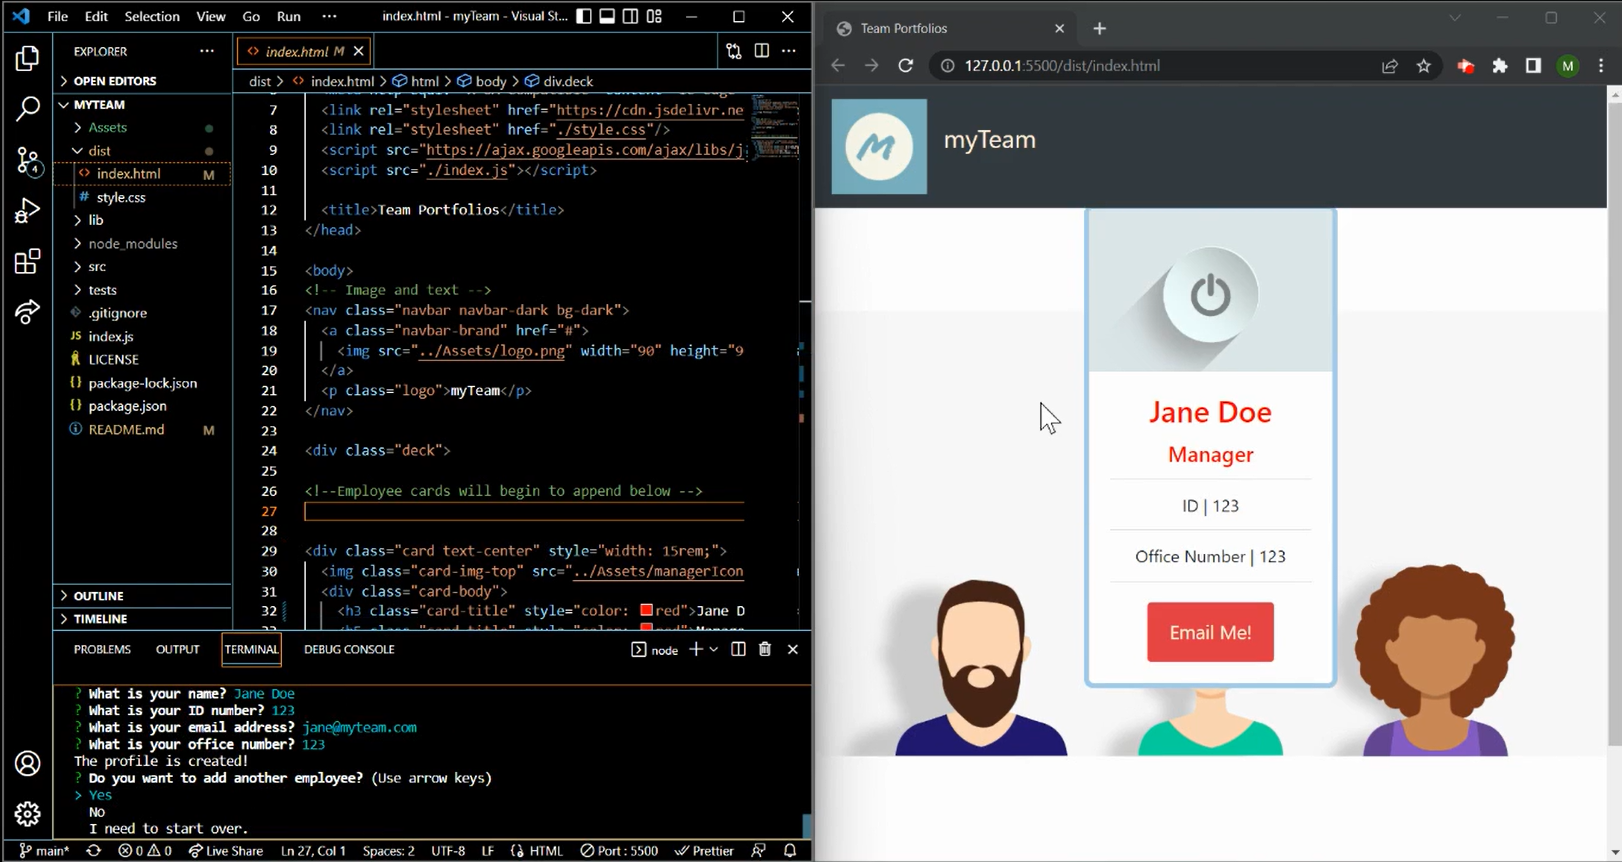 File Edit Selection View Go Run ··· index.html - myTeam - Visual St...
EXPLORER ···
OPEN EDITORS
MYTEAM
Assets
dist
index.html M
style.css
lib
node_modules
src
tests
.gitignore
index.js
LICENSE
package-lock.json
package.json
README.md M
OUTLINE
TIMELINE
4
index.html M
dist > index.html > html > body > div.deck
7 <link rel="stylesheet" href="https://cdn.jsdelivr.ne
8 <link rel="stylesheet" href="./style.css"/>
9 <script src="https://ajax.googleapis.com/ajax/libs/j
10 <script src="./index.js"></script>
11
12 <title>Team Portfolios</title>
13 </head>
14
15 <body>
16 <!-- Image and text -->
17 <nav class="navbar navbar-dark bg-dark">
18 <a class="navbar-brand" href="#">
19 <img src="../Assets/logo.png" width="90" height="9
20 </a>
21 <p class="logo">myTeam</p>
22 </nav>
23
24 <div class="deck">
25
26 <!--Employee cards will begin to append below -->
27
28
29 <div class="card text-center" style="width: 15rem;">
30 <img class="card-img-top" src="../Assets/managerIcon
31 <div class="card-body">
32 <h3 class="card-title" style="color: red">Jane D
PROBLEMS OUTPUT TERMINAL DEBUG CONSOLE node
? What is your name? Jane Doe
? What is your ID number? 123
? What is your email address? jane@myteam.com
? What is your office number? 123
The profile is created!
? Do you want to add another employee? (Use arrow keys)
> Yes
No
I need to start over.
main* 0 0 Live Share Ln 27, Col 1 Spaces: 2 UTF-8 LF HTML Port : 5500 Prettier
Team Portfolios
127.0.0.1:5500/dist/index.html
M
M
myTeam
Jane Doe
Manager
ID | 123
Office Number | 123
Email Me!